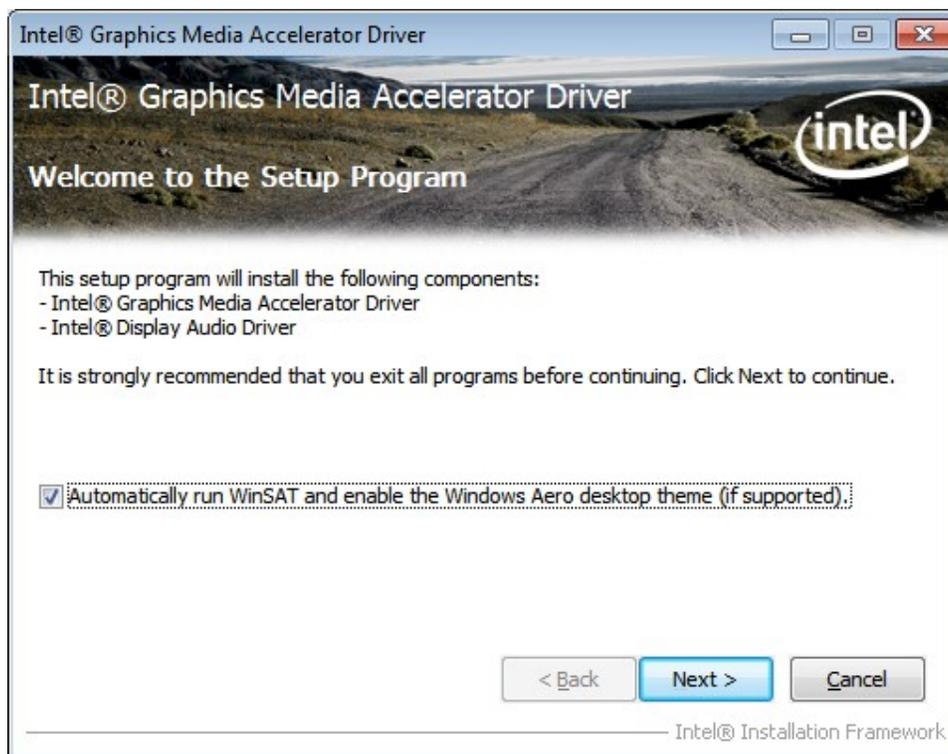 Intel® Graphics Media Accelerator Driver
Intel® Graphics Media Accelerator Driver
intel
Welcome to the Setup Program
This setup program will install the following components:
- Intel® Graphics Media Accelerator Driver
- Intel® Display Audio Driver
It is strongly recommended that you exit all programs before continuing. Click Next to continue.
Automatically run WinSAT and enable the Windows Aero desktop theme (if supported).
< Back Next > Cancel
Intel® Installation Framework